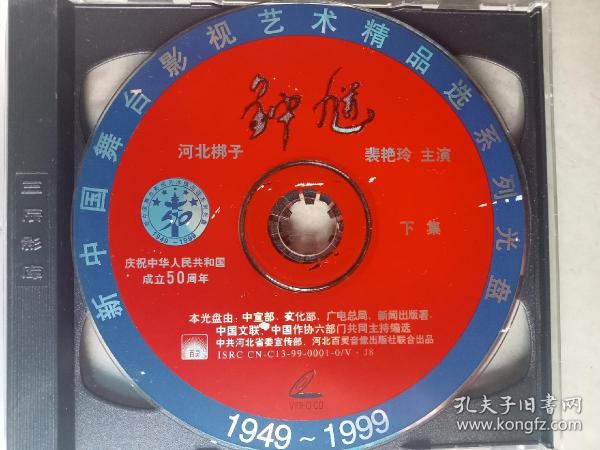 新中国舞台影视艺术精品选系列光盘
钟馗
河北梆子
裴艳玲 主演
下集
1949-1999
庆祝中华人民共和国
成立50周年
本光盘由:中宣部、文化部、广电总局、新闻出版署、
中国文联、中国作协六部门共同主持编选
中共河北省委宣传部、河北百灵音像出版社联合出品
ISRC CN-C13-99-0001-0/V·J8
百灵
VIDEO CD
1949~1999
孔夫子旧书网
www.kongfz.com